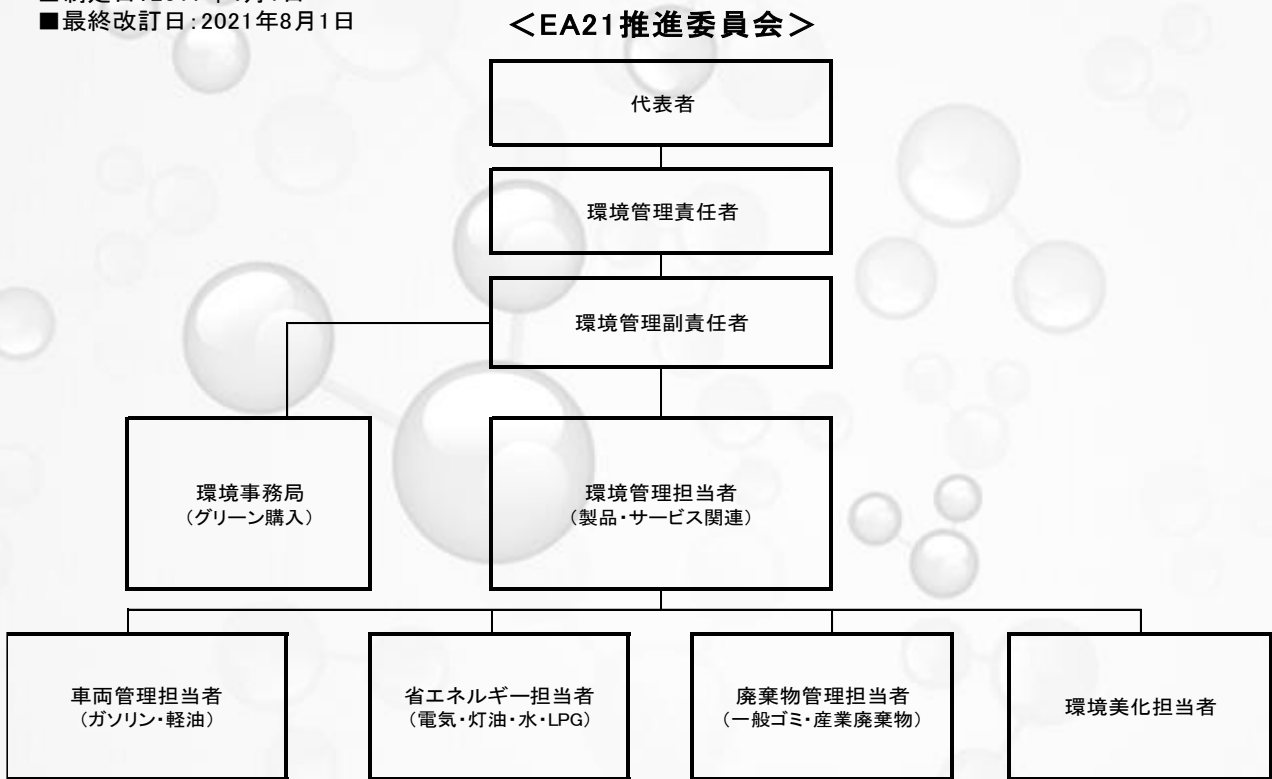 ■最終改訂日:2021年8月1日
＜EA21推進委員会＞
代表者
環境管理責任者
環境管理副責任者
環境事務局
（グリーン購入）
環境管理担当者
（製品・サービス関連）
車両管理担当者
（ガソリン・軽油）
省エネルギー担当者
（電気・灯油・水・LPG）
廃棄物管理担当者
（一般ゴミ・産業廃棄物）
環境美化担当者